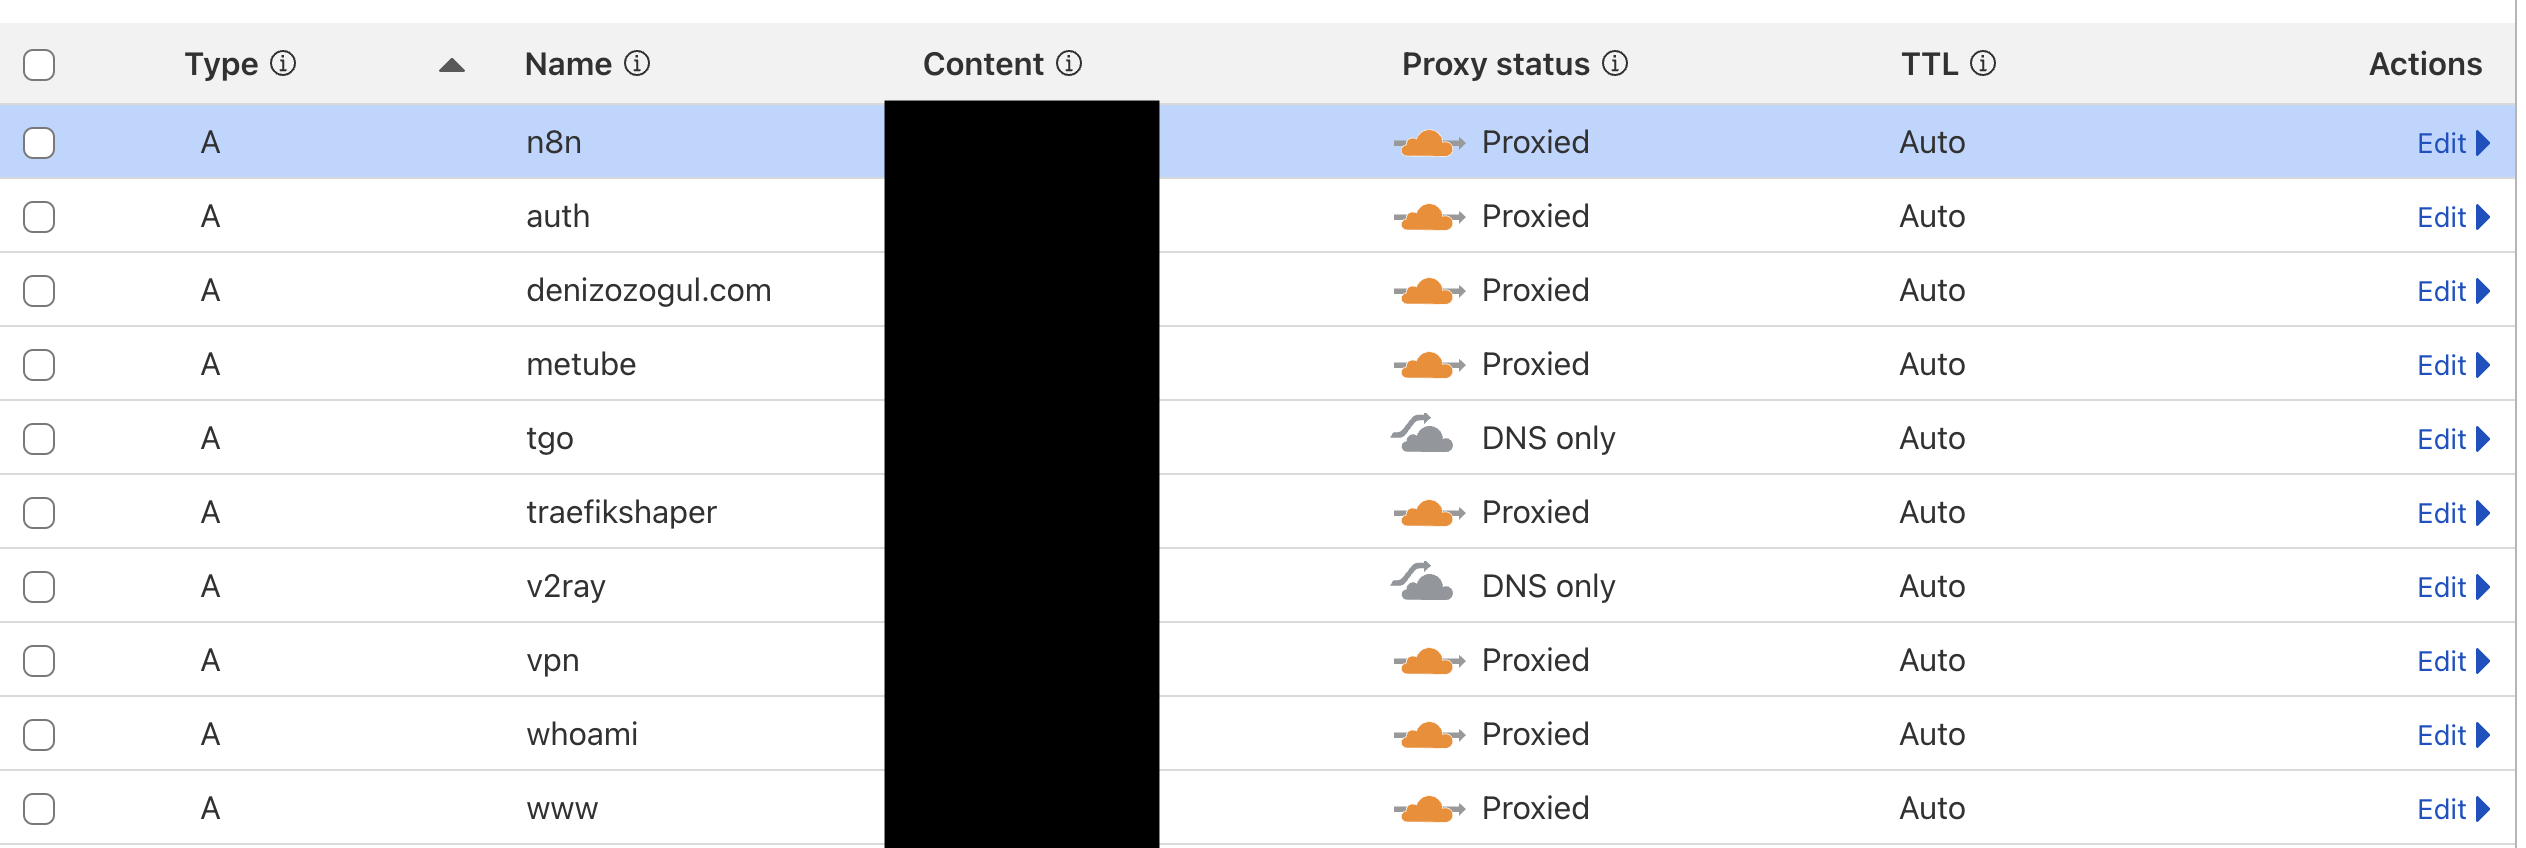 Type Name Content Proxy status TTL Actions
A n8n Proxied Auto Edit
A auth Proxied Auto Edit
A denizozogul.com Proxied Auto Edit
A metube Proxied Auto Edit
A tgo DNS only Auto Edit
A traefikshaper Proxied Auto Edit
A v2ray DNS only Auto Edit
A vpn Proxied Auto Edit
A whoami Proxied Auto Edit
A www Proxied Auto Edit